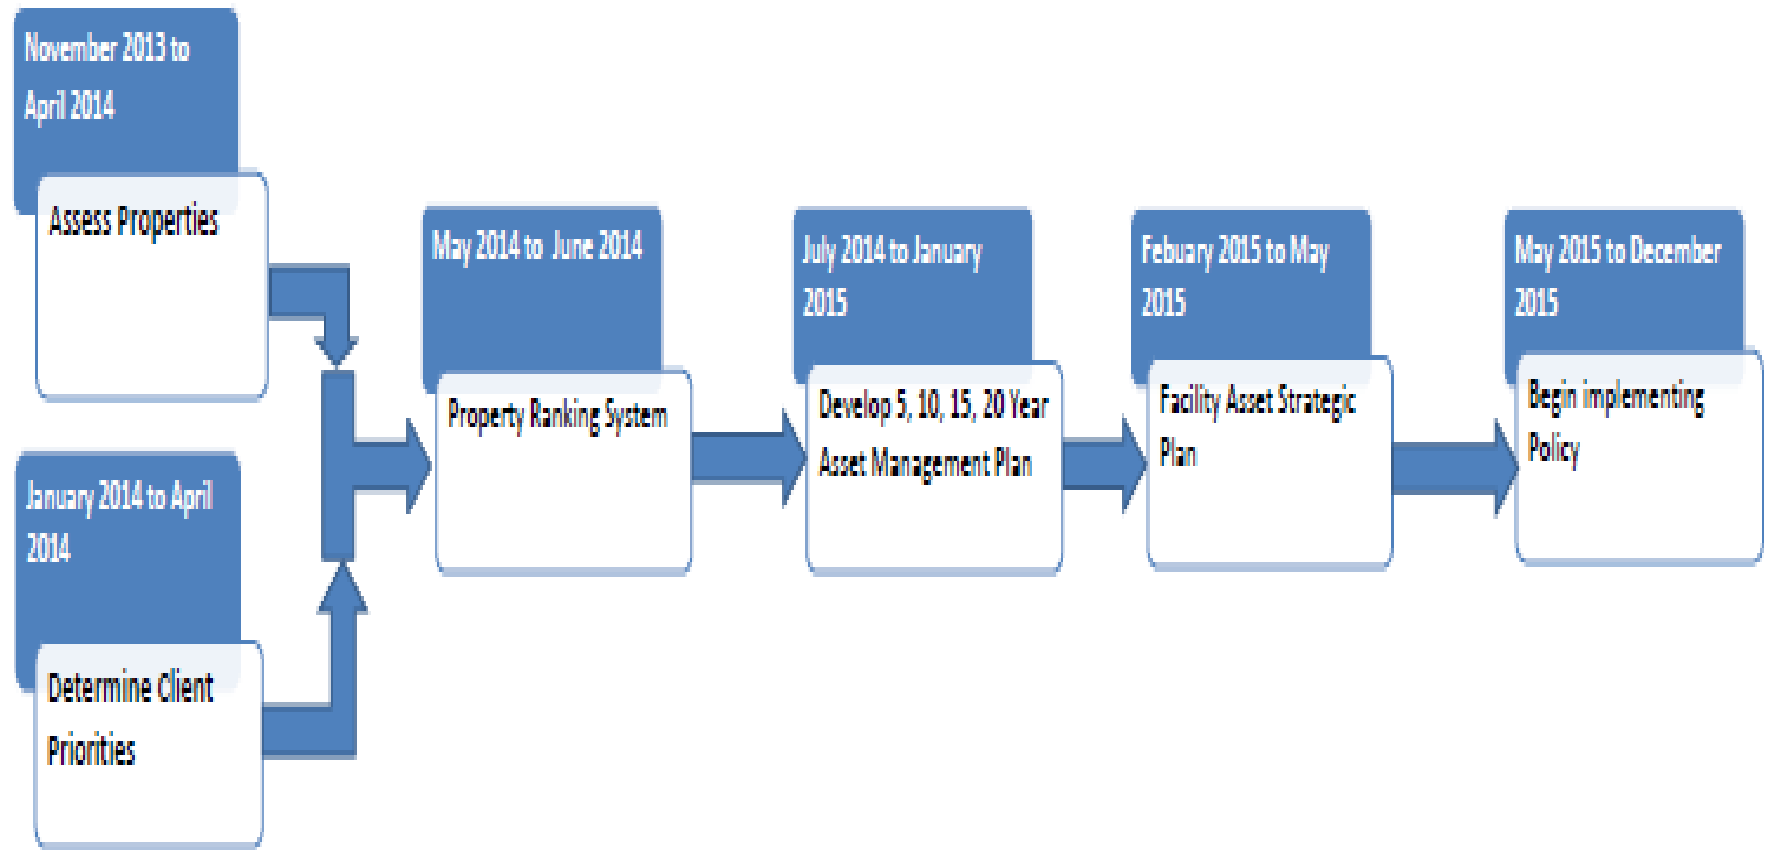 November 2013 to
April 2014
Assess Properties
January 2014 to April
2014
Determine Client
Priorities
May 2014 to June 2014
Property Ranking System
July 2014 to January
2015
Develop 5, 10, 15, 20 Year
Asset Management Plan
Febuary 2015 to May
2015
Facility Asset Strategic
Plan
May 2015 to December
2015
Begin implementing
Policy